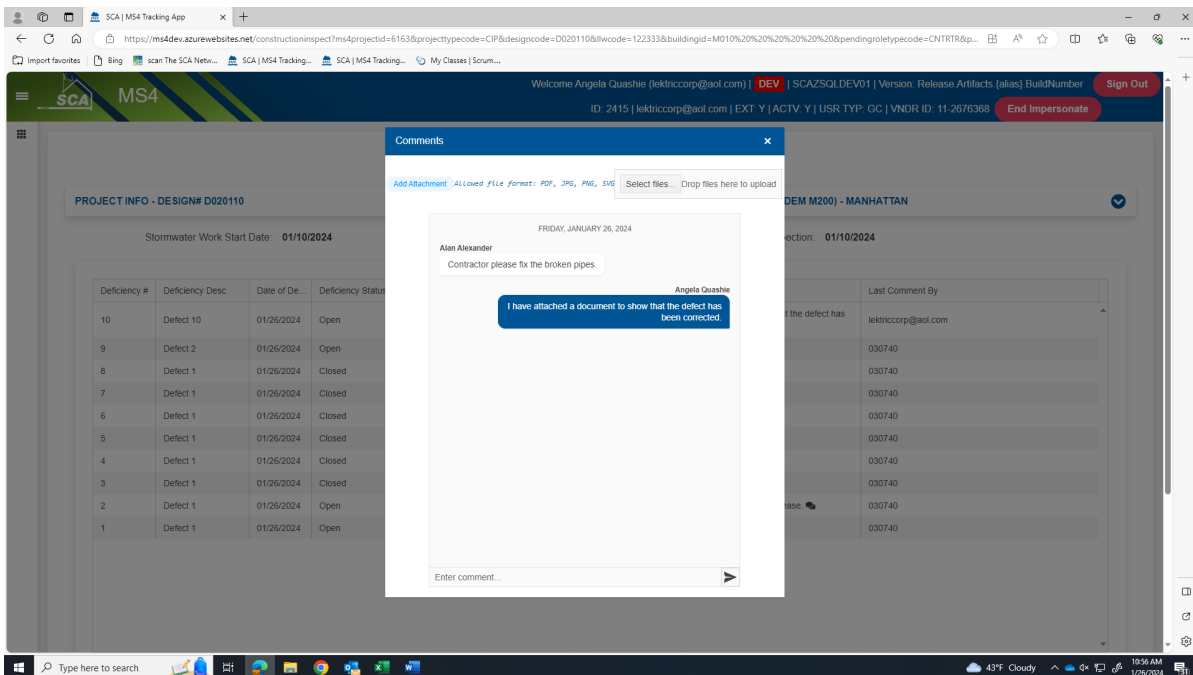 SCA | MS4 Tracking App
https://ms4dev.azurewebsites.net/constructioninspect?ms4projectid=6163&projecttypecode=CIP&designcode=D020110&llwcode=122333&buildingid=M010%20%20%20%20%20%20&pendingroletypecode=CNTRTR&p...
Import favorites
Bing
scan The SCA Netw...
SCA | MS4 Tracking...
SCA | MS4 Tracking...
My Classes | Scrum....
SCA
MS4
Welcome Angela Quashie (lektriccorp@aol.com) | DEV | SCAZSQLDEV01 | Version: Release.Artifacts.{alias}.BuildNumber
Sign Out
ID: 2415 | lektriccorp@aol.com | EXT: Y | ACTV: Y | USR TYP: GC | VNDR ID: 11-2676368
End Impersonate
Comments
Add Attachment
Allowed file format: PDF, JPG, PNG, SVG
Select files...
Drop files here to upload
PROJECT INFO - DESIGN# D020110
DEM M200) - MANHATTAN
Stormwater Work Start Date: 01/10/2024
ection: 01/10/2024
FRIDAY, JANUARY 26, 2024
Alan Alexander
Contractor please fix the broken pipes.
Angela Quashie
I have attached a document to show that the defect has
been corrected.
Enter comment...
Deficiency # Deficiency Desc Date of De... Deficiency Status Last Comment By
10 Defect 10 01/26/2024 Open t the defect has lektriccorp@aol.com
9 Defect 2 01/26/2024 Open 030740
8 Defect 1 01/26/2024 Closed 030740
7 Defect 1 01/26/2024 Closed 030740
6 Defect 1 01/26/2024 Closed 030740
5 Defect 1 01/26/2024 Closed 030740
4 Defect 1 01/26/2024 Closed 030740
3 Defect 1 01/26/2024 Closed 030740
2 Defect 1 01/26/2024 Open ease. 030740
1 Defect 1 01/26/2024 Open 030740
Type here to search
43°F Cloudy
10:56 AM
1/26/2024